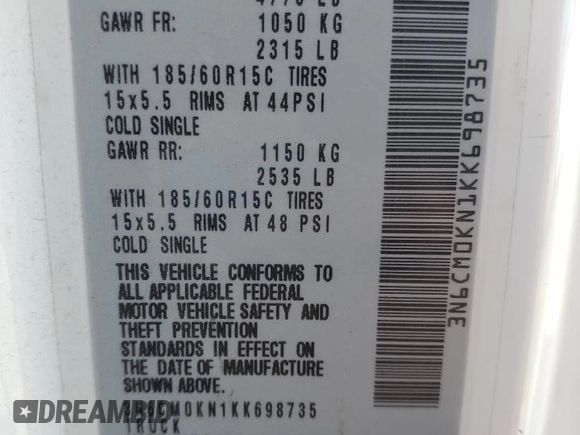 GAWR FR: 1050 KG
2315 LB
WITH 185/60R15C TIRES
15x5.5 RIMS AT 44PSI
COLD SINGLE
GAWR RR: 1150 KG
2535 LB
WITH 185/60R15C TIRES
15x5.5 RIMS AT 48 PSI
COLD SINGLE
THIS VEHICLE CONFORMS TO
ALL APPLICABLE FEDERAL
MOTOR VEHICLE SAFETY AND
THEFT PREVENTION
STANDARDS IN EFFECT ON
THE DATE OF MANUFACTURE
SHOWN ABOVE.
3N6CM0KN1KK698735
TRUCK
3N6CM0KN1KK698735
DREAMBID.COM